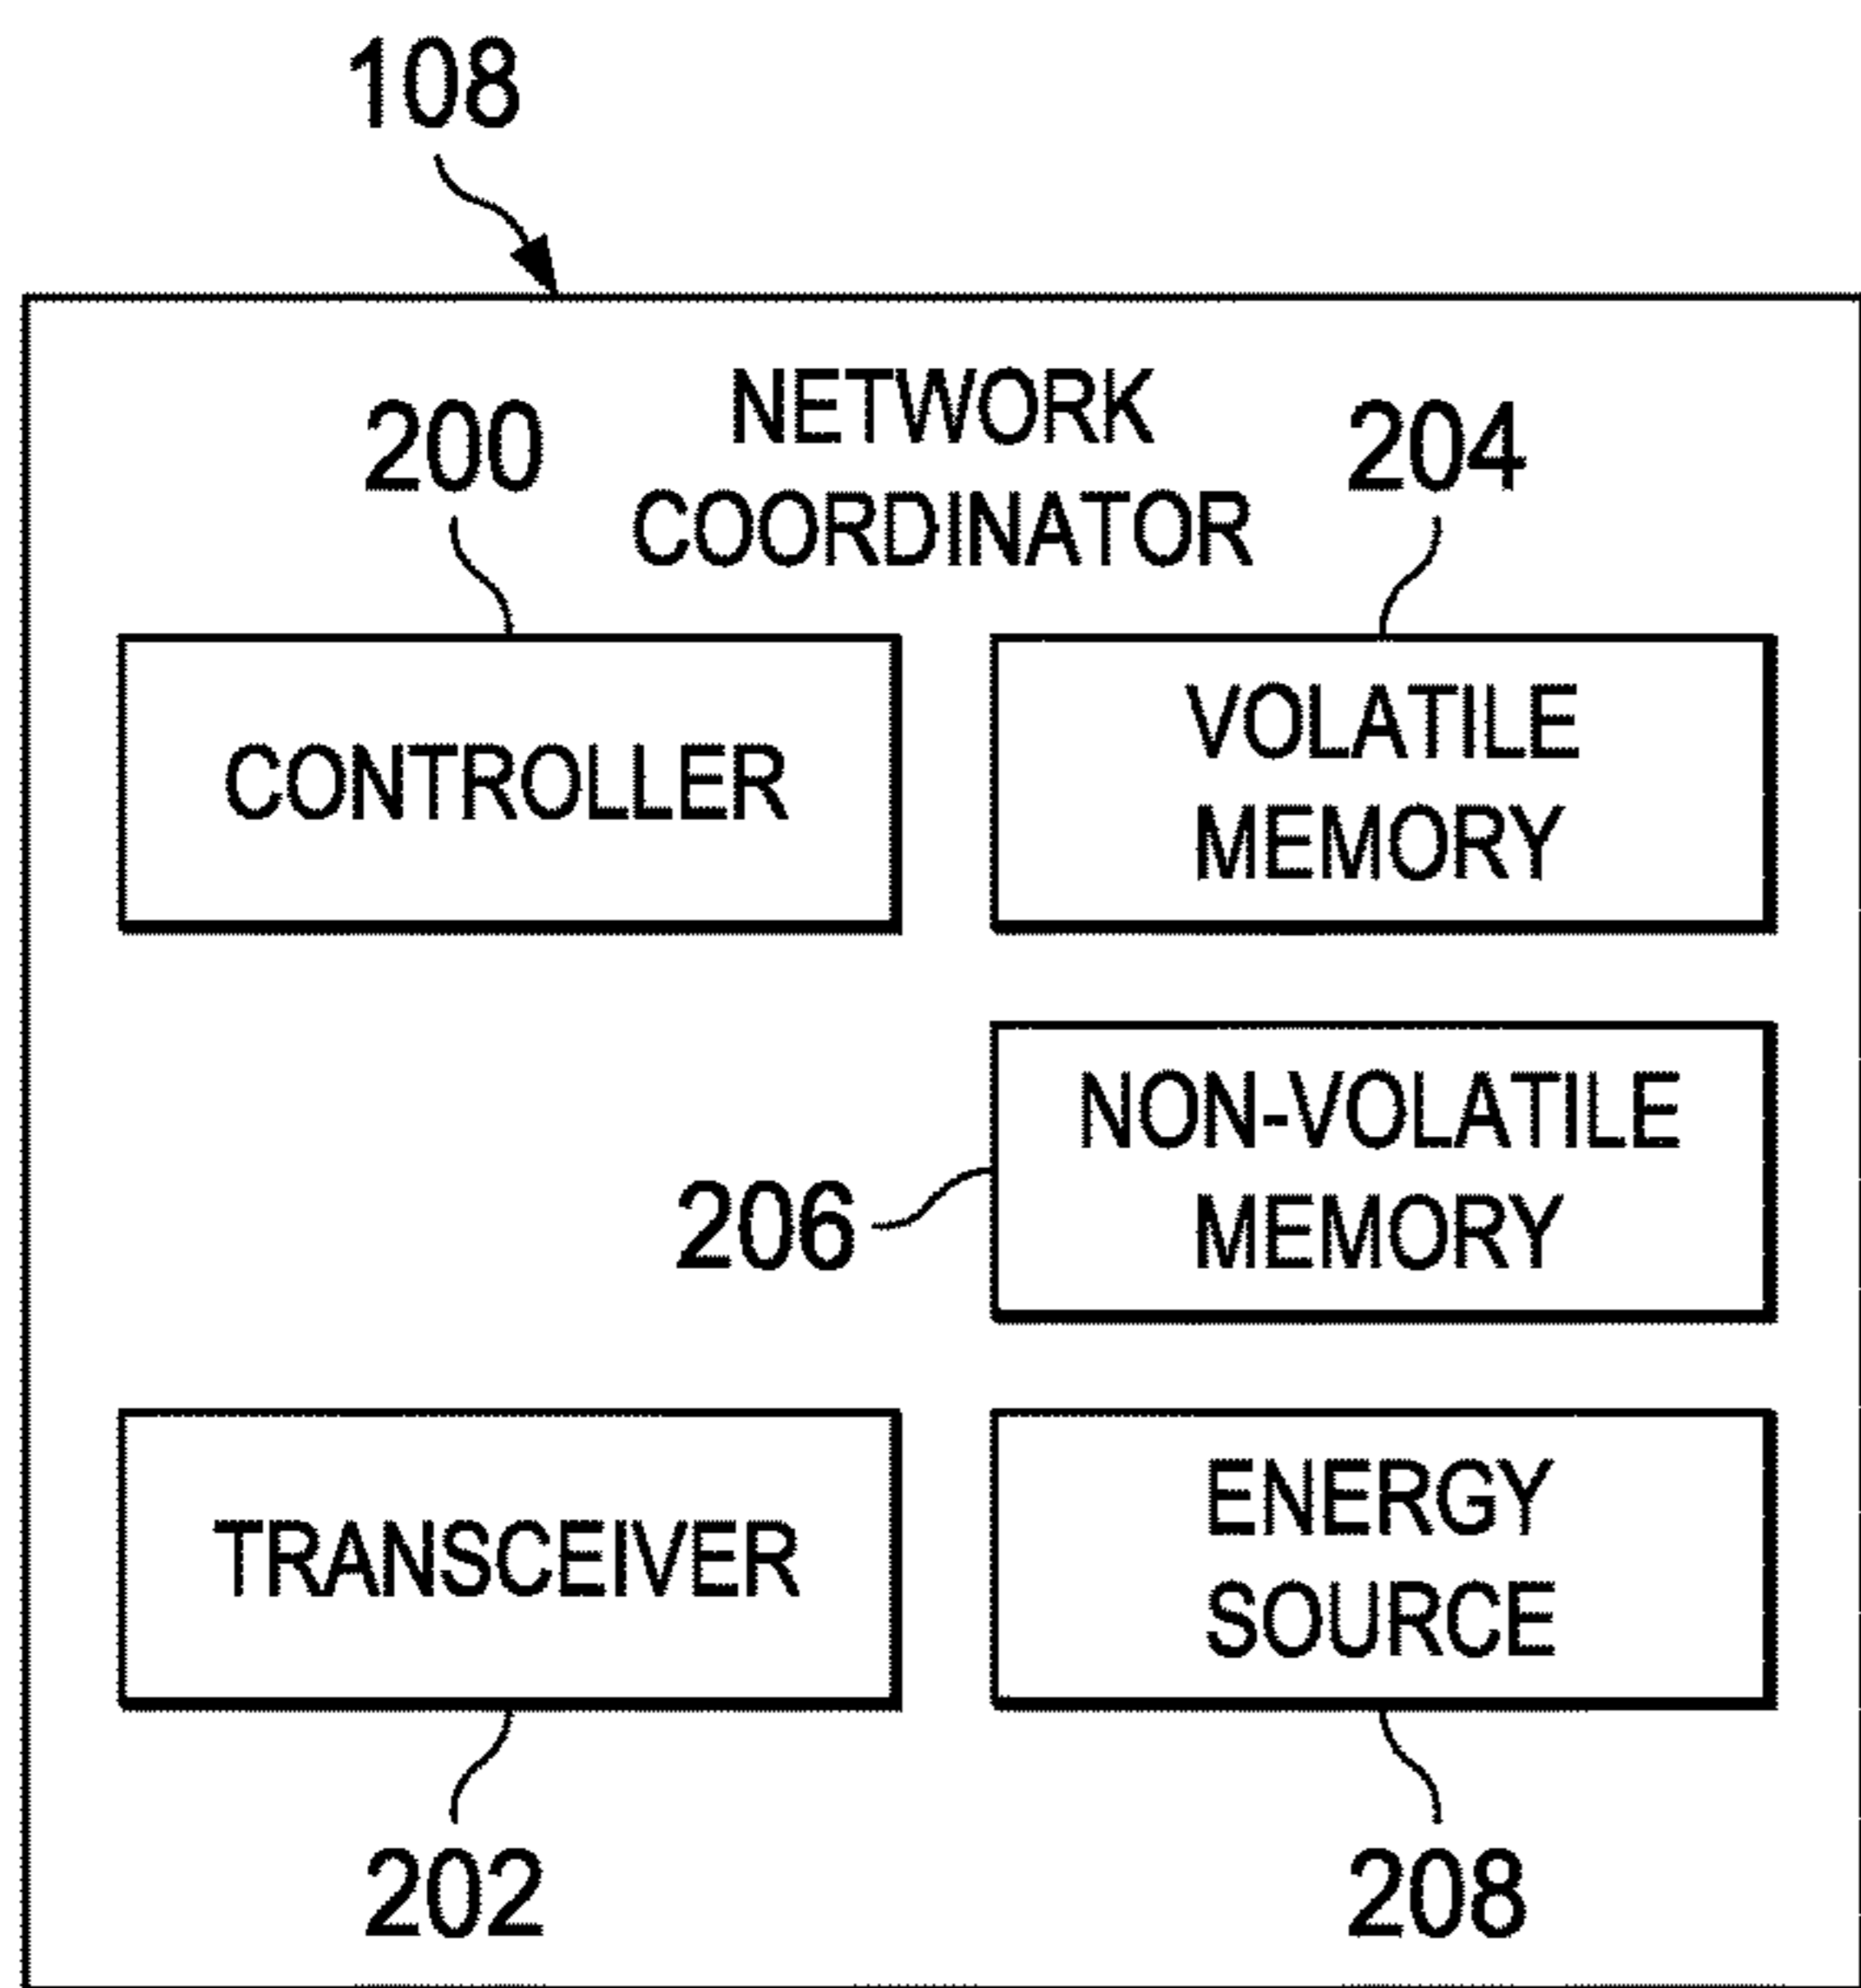 108
NETWORK
COORDINATOR
200
204
CONTROLLER
VOLATILE
MEMORY
NON-VOLATILE
MEMORY
206
TRANSCEIVER
ENERGY
SOURCE
202
208